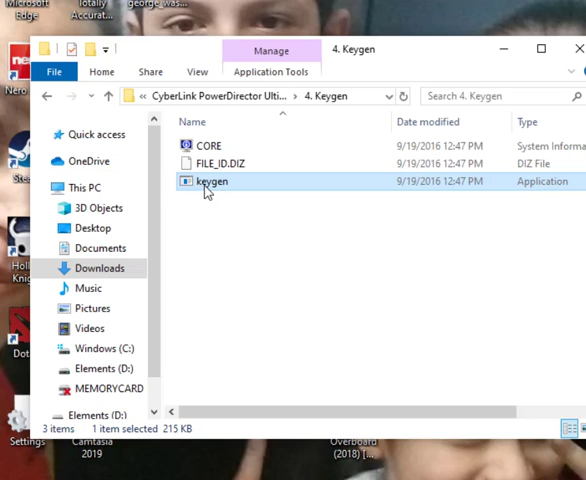 Microsoft
Edge
Totally
Accurat...
george_was...
Manage
4. Keygen
File
Home
Share
View
Application Tools
CyberLink PowerDirector Ulti...
4. Keygen
Search 4. Keygen
Name
Date modified
Type
CORE
9/19/2016 12:47 PM
System Informa
FILE_ID.DIZ
9/19/2016 12:47 PM
DIZ File
keygen
9/19/2016 12:47 PM
Application
Quick access
OneDrive
This PC
3D Objects
Desktop
Documents
Downloads
Music
Pictures
Videos
Windows (C:)
Elements (D:)
MEMORYCARD
Elements (D:)
3 items
1 item selected 215 KB
Nero
Stea
Holl
Knig
Dot
Settings
Camtasia
2019
Overboard
(2018) [...